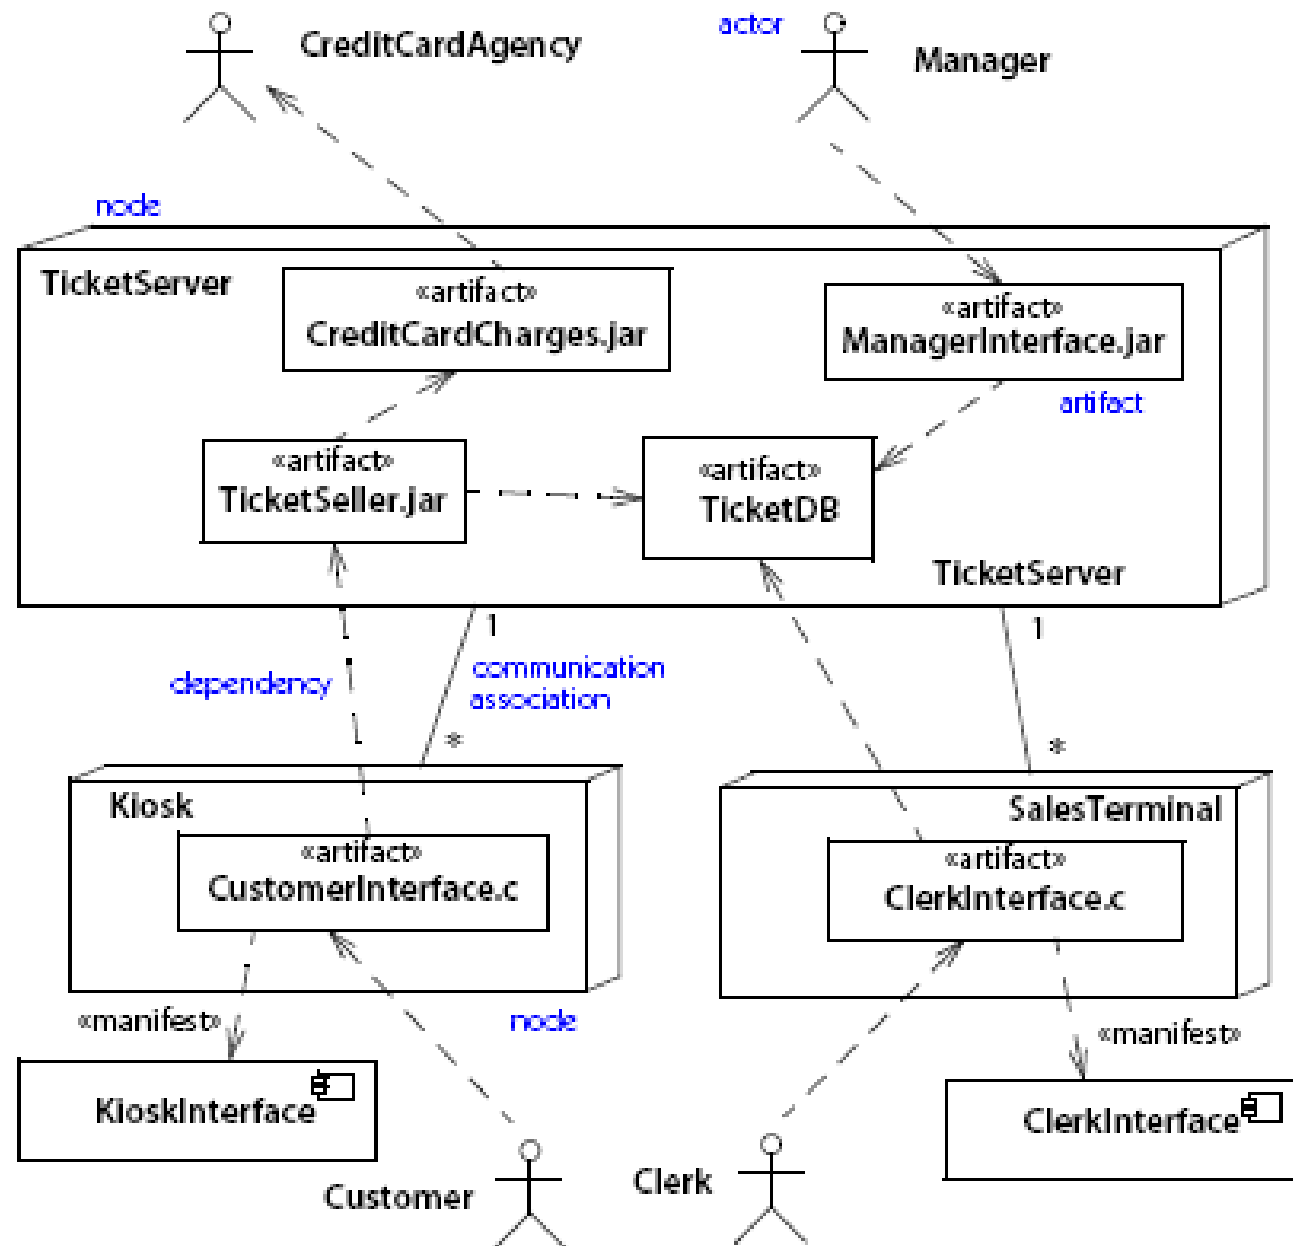 CreditCardAgency
actor
Manager
node
TicketServer
«artifact»
CreditCardCharges.jar
«artifact»
ManagerInterface.jar
artifact
«artifact»
TicketSeller.jar
«artifact»
TicketDB
TicketServer
1
1
dependency
communication
association
*
*
Kiosk
«artifact»
CustomerInterface.c
SalesTerminal
«artifact»
ClerkInterface.c
«manifest»
node
«manifest»
KioskInterface
ClerkInterface
Customer
Clerk